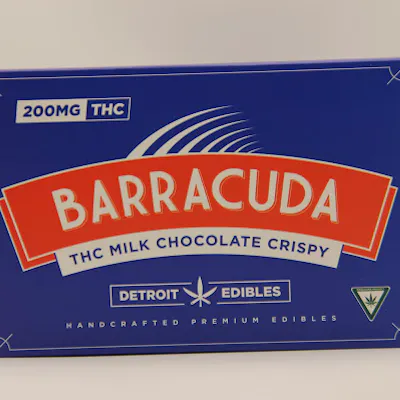 200MG THC
BARRACUDA
THC MILK CHOCOLATE CRISPY
DETROIT EDIBLES
HANDCRAFTED PREMIUM EDIBLES